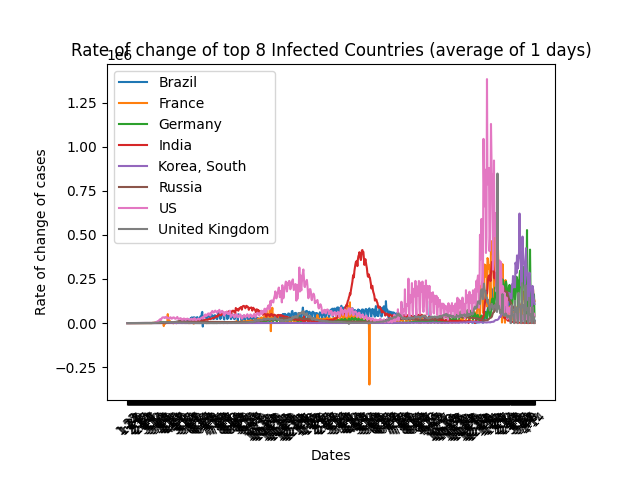 Rate of change of top 8 Infected Countries (average of 1 days)
1e6
Brazil
France
Germany
India
Korea, South
Russia
US
United Kingdom
1.25
1.00
0.75
0.50
0.25
0.00
−0.25
Rate of change of cases
Dates